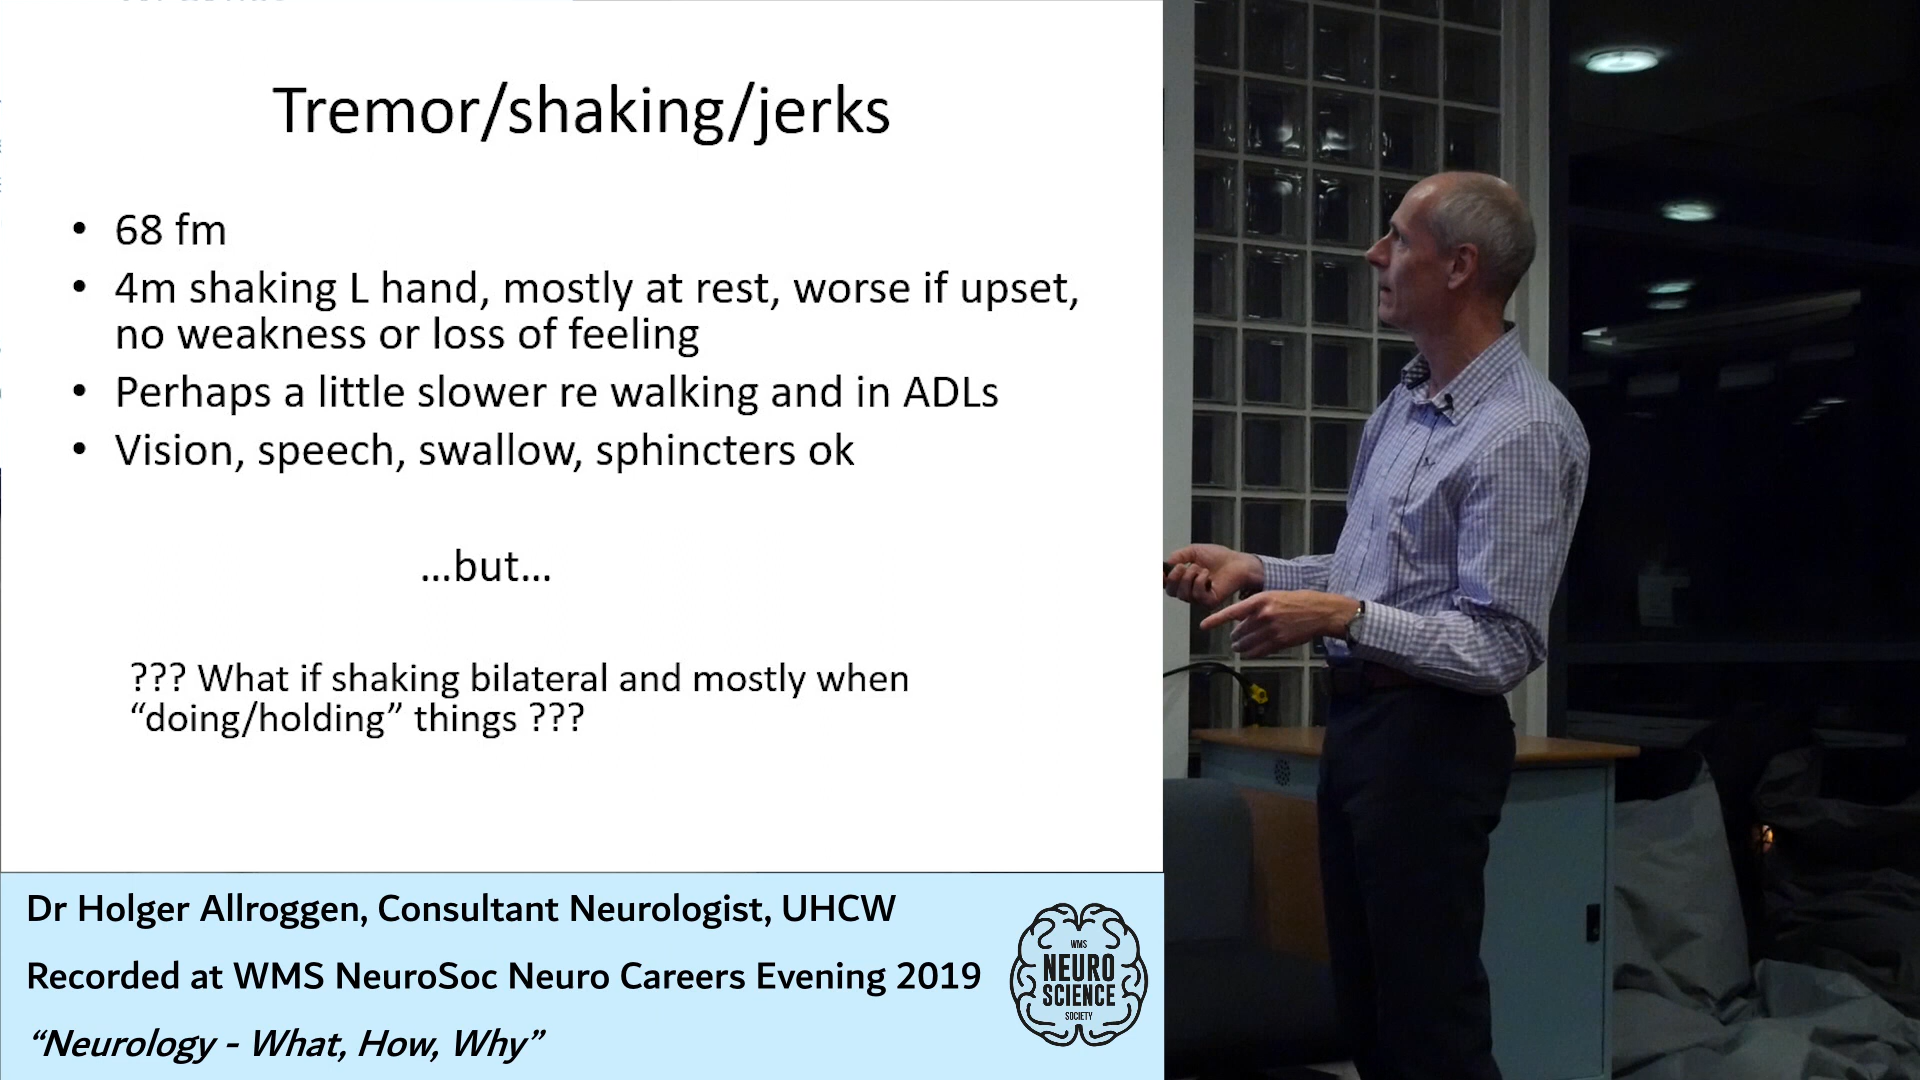 Tremor/shaking/jerks
• 68 fm
• 4m shaking L hand, mostly at rest, worse if upset,
no weakness or loss of feeling
• Perhaps a little slower re walking and in ADLs
• Vision, speech, swallow, sphincters ok
...but...
??? What if shaking bilateral and mostly when
“doing/holding” things ???
Dr Holger Allroggen, Consultant Neurologist, UHCW
Recorded at WMS NeuroSoc Neuro Careers Evening 2019
“Neurology - What, How, Why”
WMS
NEURO
SCIENCE
SOCIETY